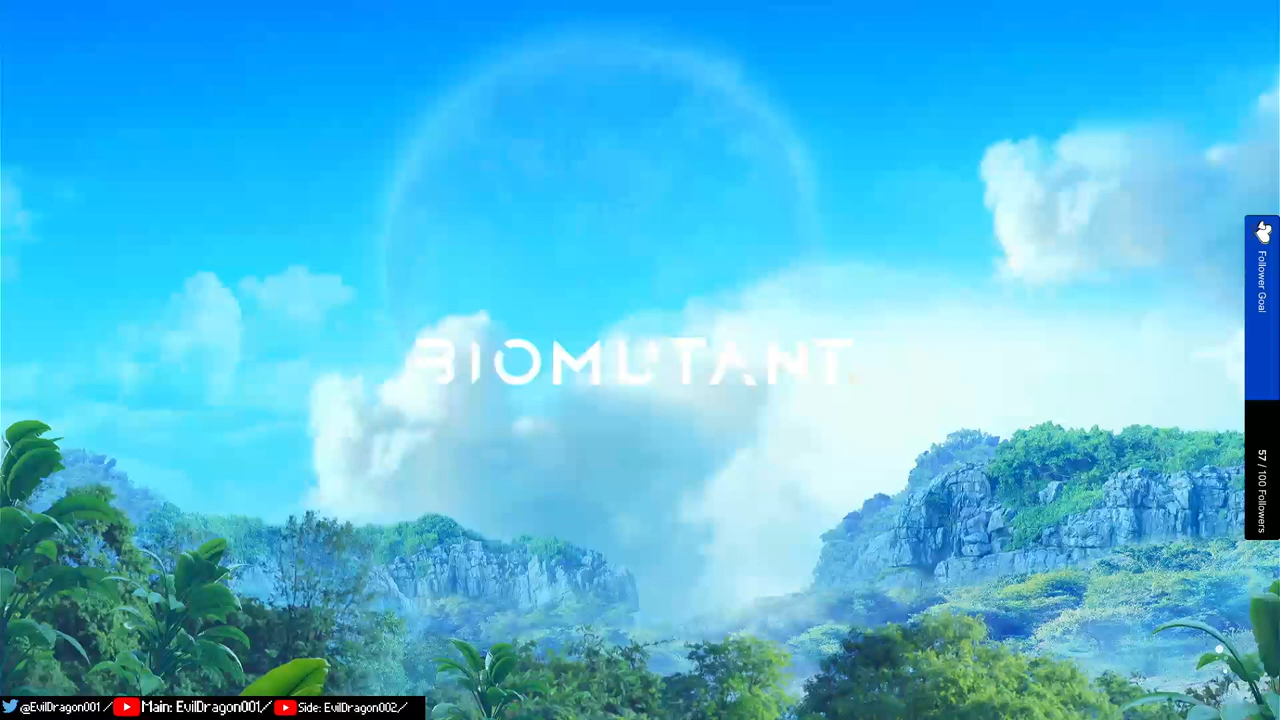 BIOMUTANT
Follower Goal
57 / 100 Followers
@EvilDragon001 / Main: EvilDragon001/ Side: EvilDragon002/